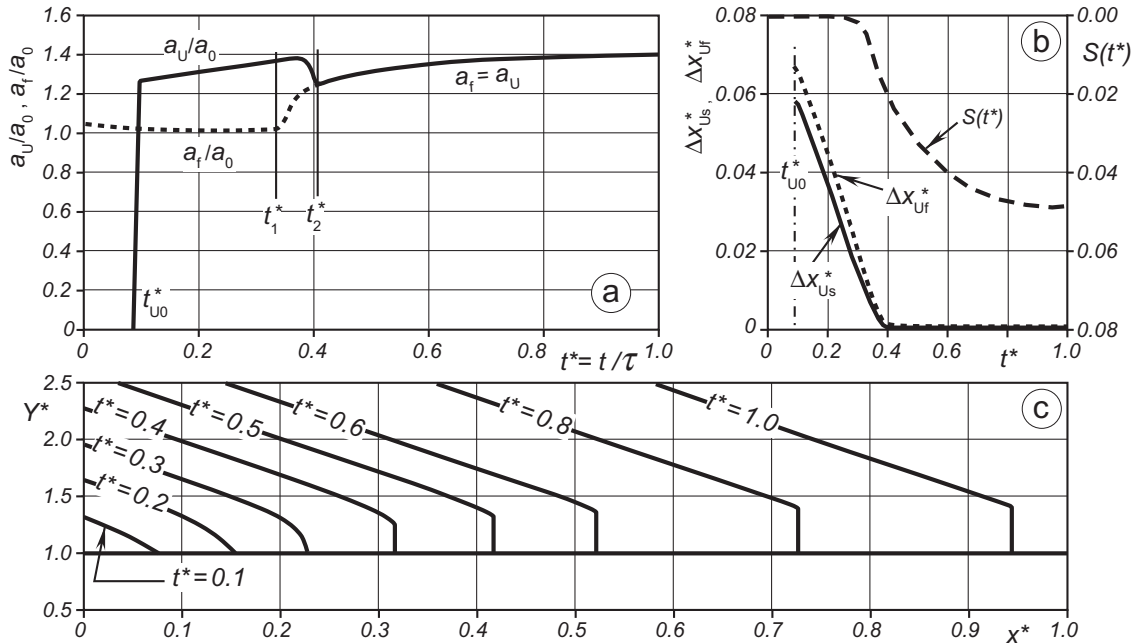 1.6
1.4
1.2
1.0
0.8
0.6
0.4
0.2
0
a_U/a_0 , a_f/a_0
a_U/a_0
a_f/a_0
a_f = a_U
t*_1
t*_2
t*_U0
a
0
0.2
0.4
0.6
0.8
1.0
t* = t/τ
0.08
0.06
0.04
0.02
0
Δx*_Us , Δx*_Uf
b
0.00
0.02
0.04
0.06
0.08
S(t*)
S(t*)
t*_U0
Δx*_Uf
Δx*_Us
0
0.2
0.4
0.6
0.8
1.0
t*
2.5
2.0
1.5
1.0
0.5
Y*
c
t*=0.4
t*=0.5
t*=0.6
t*=0.8
t*=1.0
t*=0.3
t*=0.2
t*=0.1
0
0.1
0.2
0.3
0.4
0.5
0.6
0.7
0.8
0.9
x*
1.0